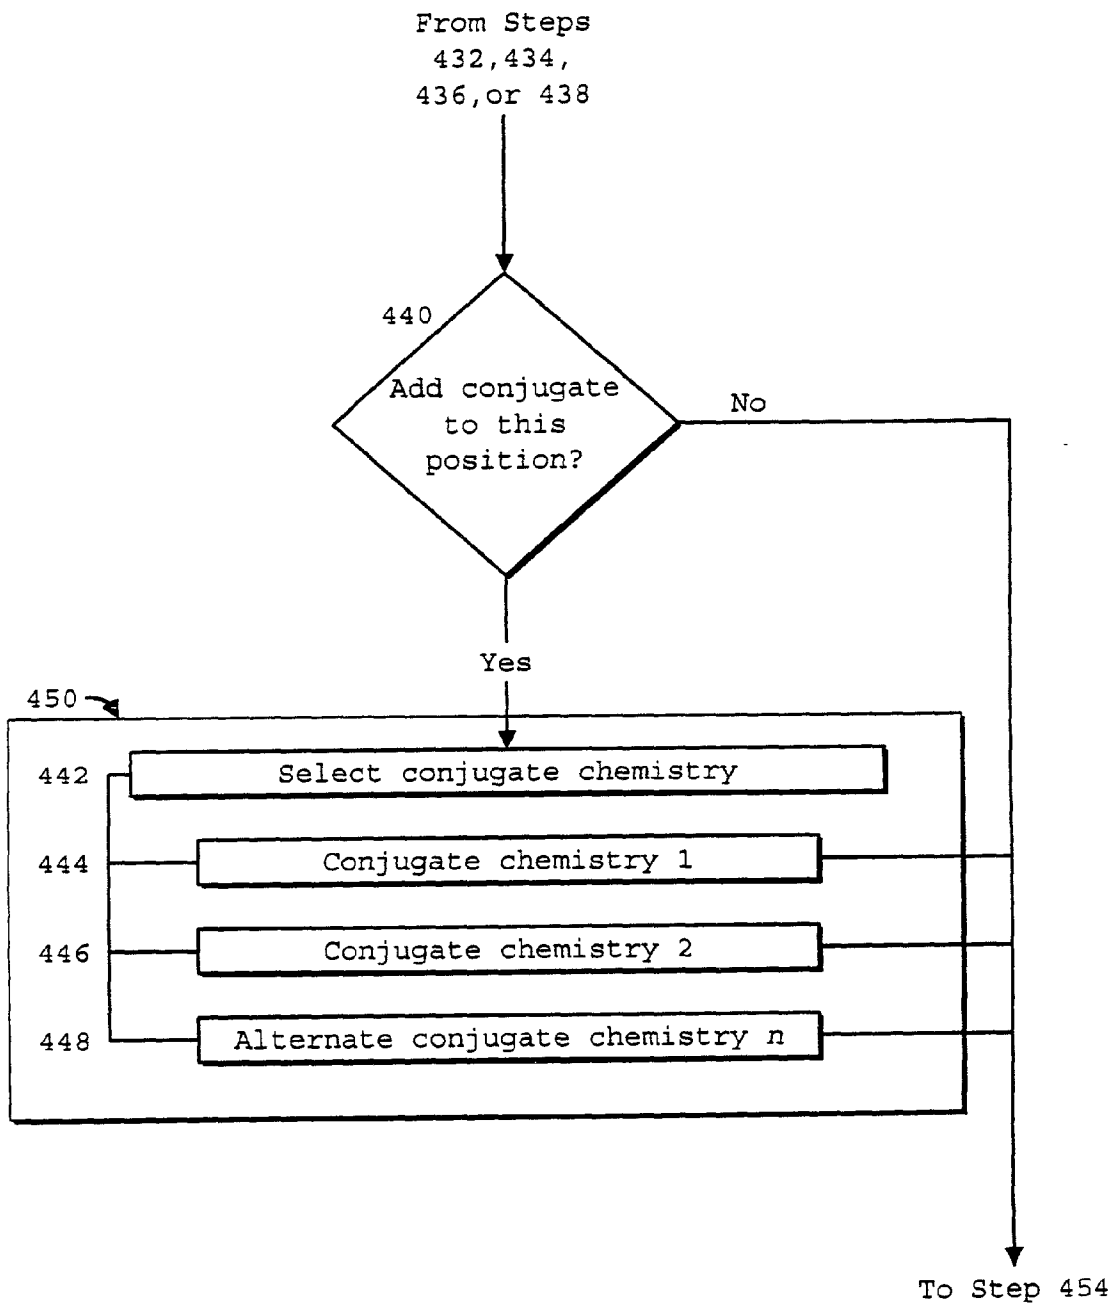 From Steps
432,434,
436,or 438
440
Add conjugate
to this
position?
No
Yes
450
442
Select conjugate chemistry
444
Conjugate chemistry 1
446
Conjugate chemistry 2
448
Alternate conjugate chemistry n
To Step 454